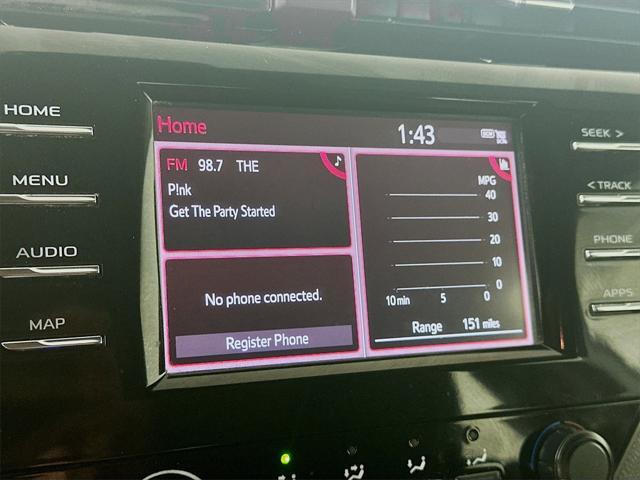 HOME
MENU
AUDIO
MAP
Home
1:43
FM 98.7 THE
P!nk
Get The Party Started
No phone connected.
Register Phone
MPG
40
30
20
10
0
10 min 5 0
Range 151 miles
SEEK >
< TRACK
PHONE
APPS